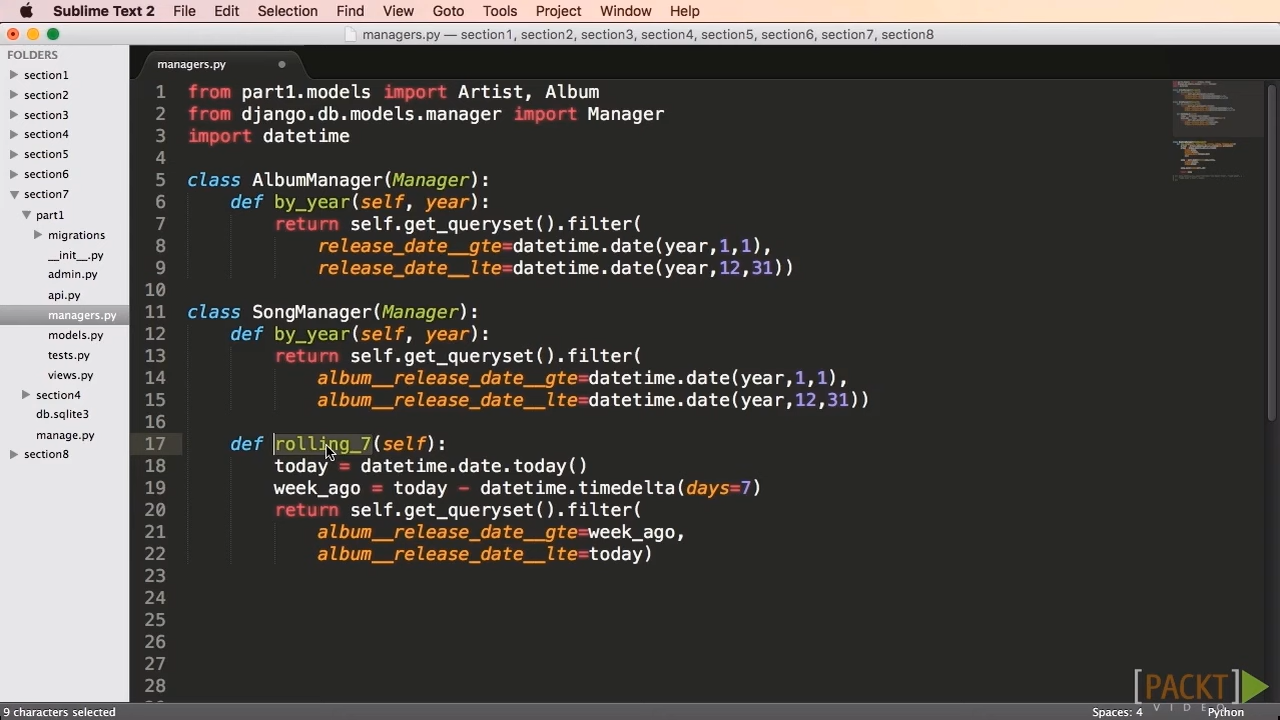 Sublime Text 2 File Edit Selection Find View Goto Tools Project Window Help
managers.py — section1, section2, section3, section4, section5, section6, section7, section8
FOLDERS
section1
section2
section3
section4
section5
section6
section7
part1
migrations
__init__.py
admin.py
api.py
managers.py
models.py
tests.py
views.py
section4
db.sqlite3
manage.py
section8
managers.py
1 from part1.models import Artist, Album
2 from django.db.models.manager import Manager
3 import datetime
4
5 class AlbumManager(Manager):
6 def by_year(self, year):
7 return self.get_queryset().filter(
8 release_date__gte=datetime.date(year,1,1),
9 release_date__lte=datetime.date(year,12,31))
10
11 class SongManager(Manager):
12 def by_year(self, year):
13 return self.get_queryset().filter(
14 album__release_date__gte=datetime.date(year,1,1),
15 album__release_date__lte=datetime.date(year,12,31))
16
17 def rolling_7(self):
18 today = datetime.date.today()
19 week_ago = today - datetime.timedelta(days=7)
20 return self.get_queryset().filter(
21 album__release_date__gte=week_ago,
22 album__release_date__lte=today)
23
24
25
26
27
28
[PACKT]
VIDEO
9 characters selected
Spaces: 4 Python